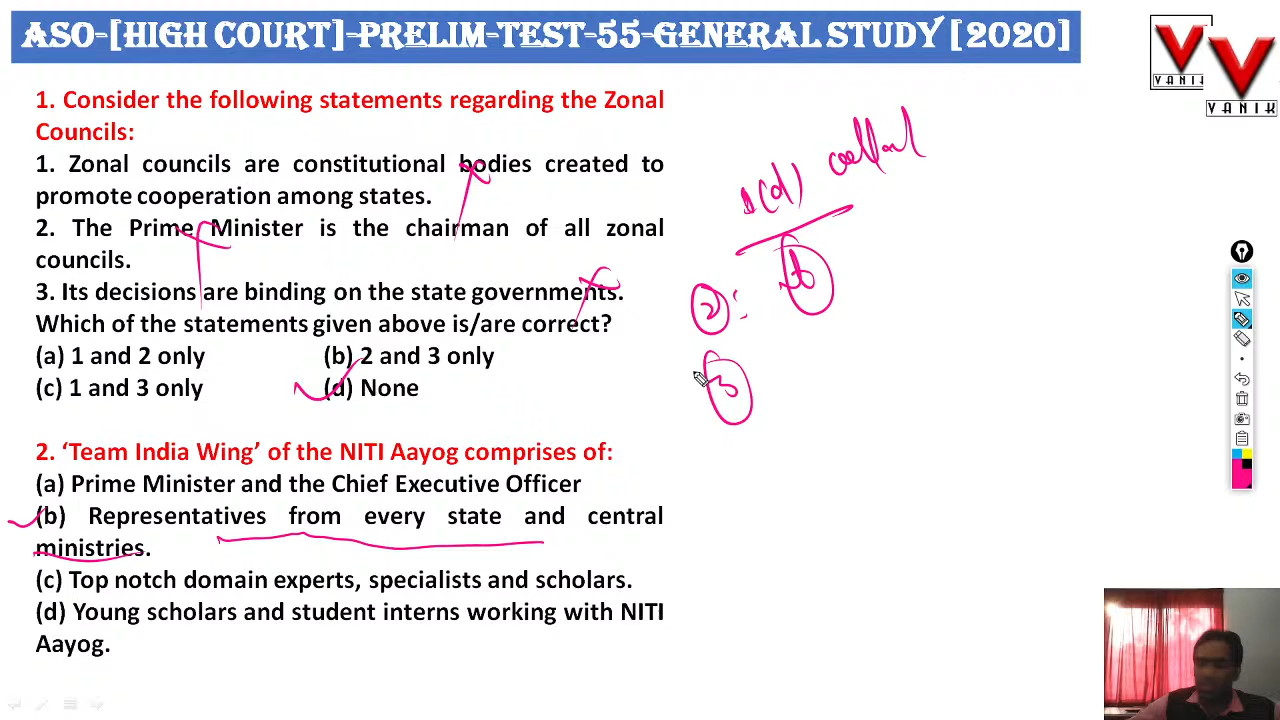 ASO-[HIGH COURT]-PRELIM-TEST-55-GENERAL STUDY [2020]
VANIK
VANIK
1. Consider the following statements regarding the Zonal
Councils:
1. Zonal councils are constitutional bodies created to
promote cooperation among states.
2. The Prime Minister is the chairman of all zonal
councils.
3. Its decisions are binding on the state governments.
Which of the statements given above is/are correct?
(a) 1 and 2 only (b) 2 and 3 only
(c) 1 and 3 only (d) None
2. ‘Team India Wing’ of the NITI Aayog comprises of:
(a) Prime Minister and the Chief Executive Officer
(b) Representatives from every state and central
ministries.
(c) Top notch domain experts, specialists and scholars.
(d) Young scholars and student interns working with NITI
Aayog.
(d)
2 :
b
3